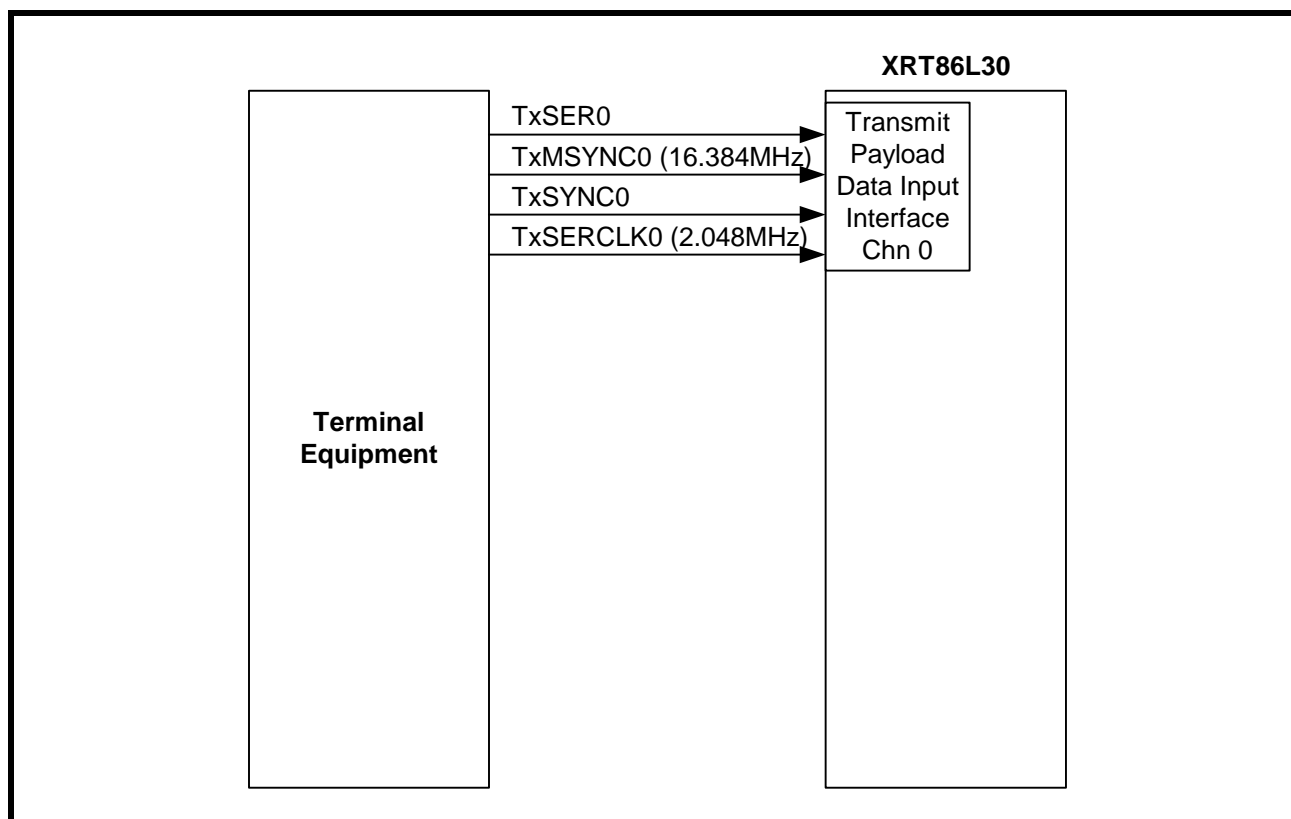 XRT86L30
TxSER0
TxMSYNC0 (16.384MHz)
TxSYNC0
TxSERCLK0 (2.048MHz)
Transmit
Payload
Data Input
Interface
Chn 0
Terminal
Equipment